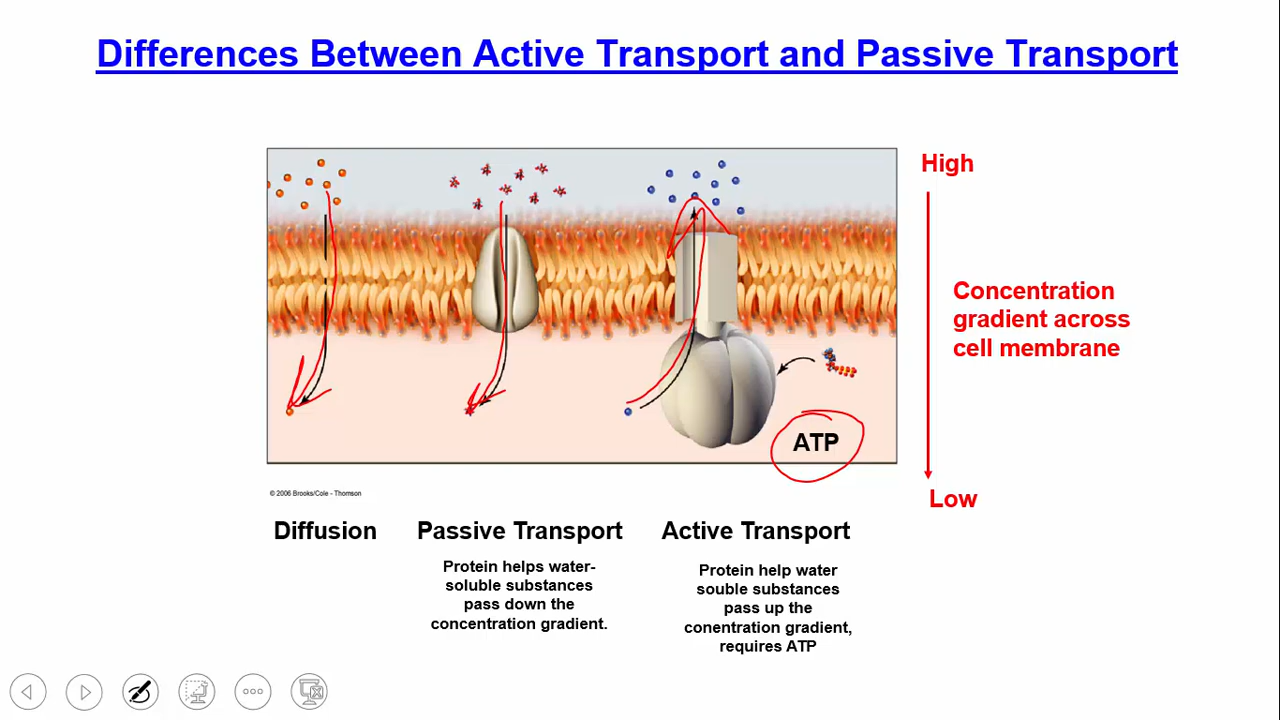 Differences Between Active Transport and Passive Transport
High
Concentration
gradient across
cell membrane
ATP
Low
© 2006 Brooks/Cole - Thomson
Diffusion
Passive Transport
Active Transport
Protein helps water-
soluble substances
pass down the
concentration gradient.
Protein help water
souble substances
pass up the
conentration gradient,
requires ATP